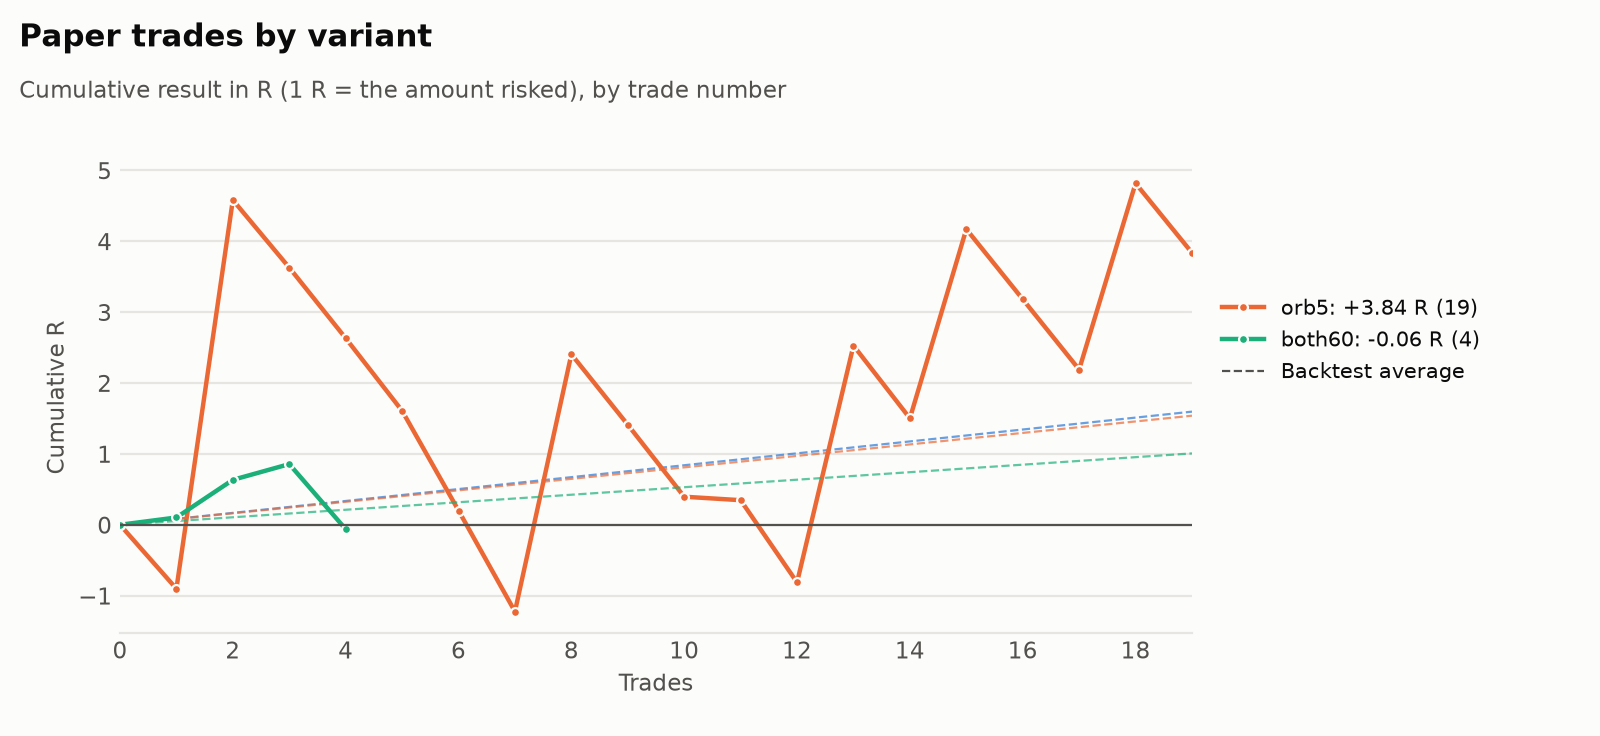 Paper trades by variant
Cumulative result in R (1 R = the amount risked), by trade number
5
4
3
2
1
0
−1
Cumulative R
0 2 4 6 8 10 12 14 16 18
Trades
orb5: +3.84 R (19)
both60: -0.06 R (4)
Backtest average